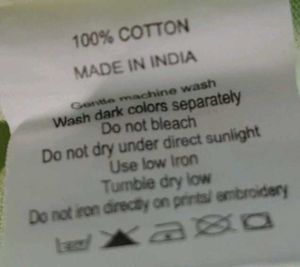 100% COTTON
MADE IN INDIA
Gentle machine wash
Wash dark colors separately
Do not bleach
Do not dry under direct sunlight
Use low Iron
Tumble dry low
Do not iron directly on prints/ embroidery